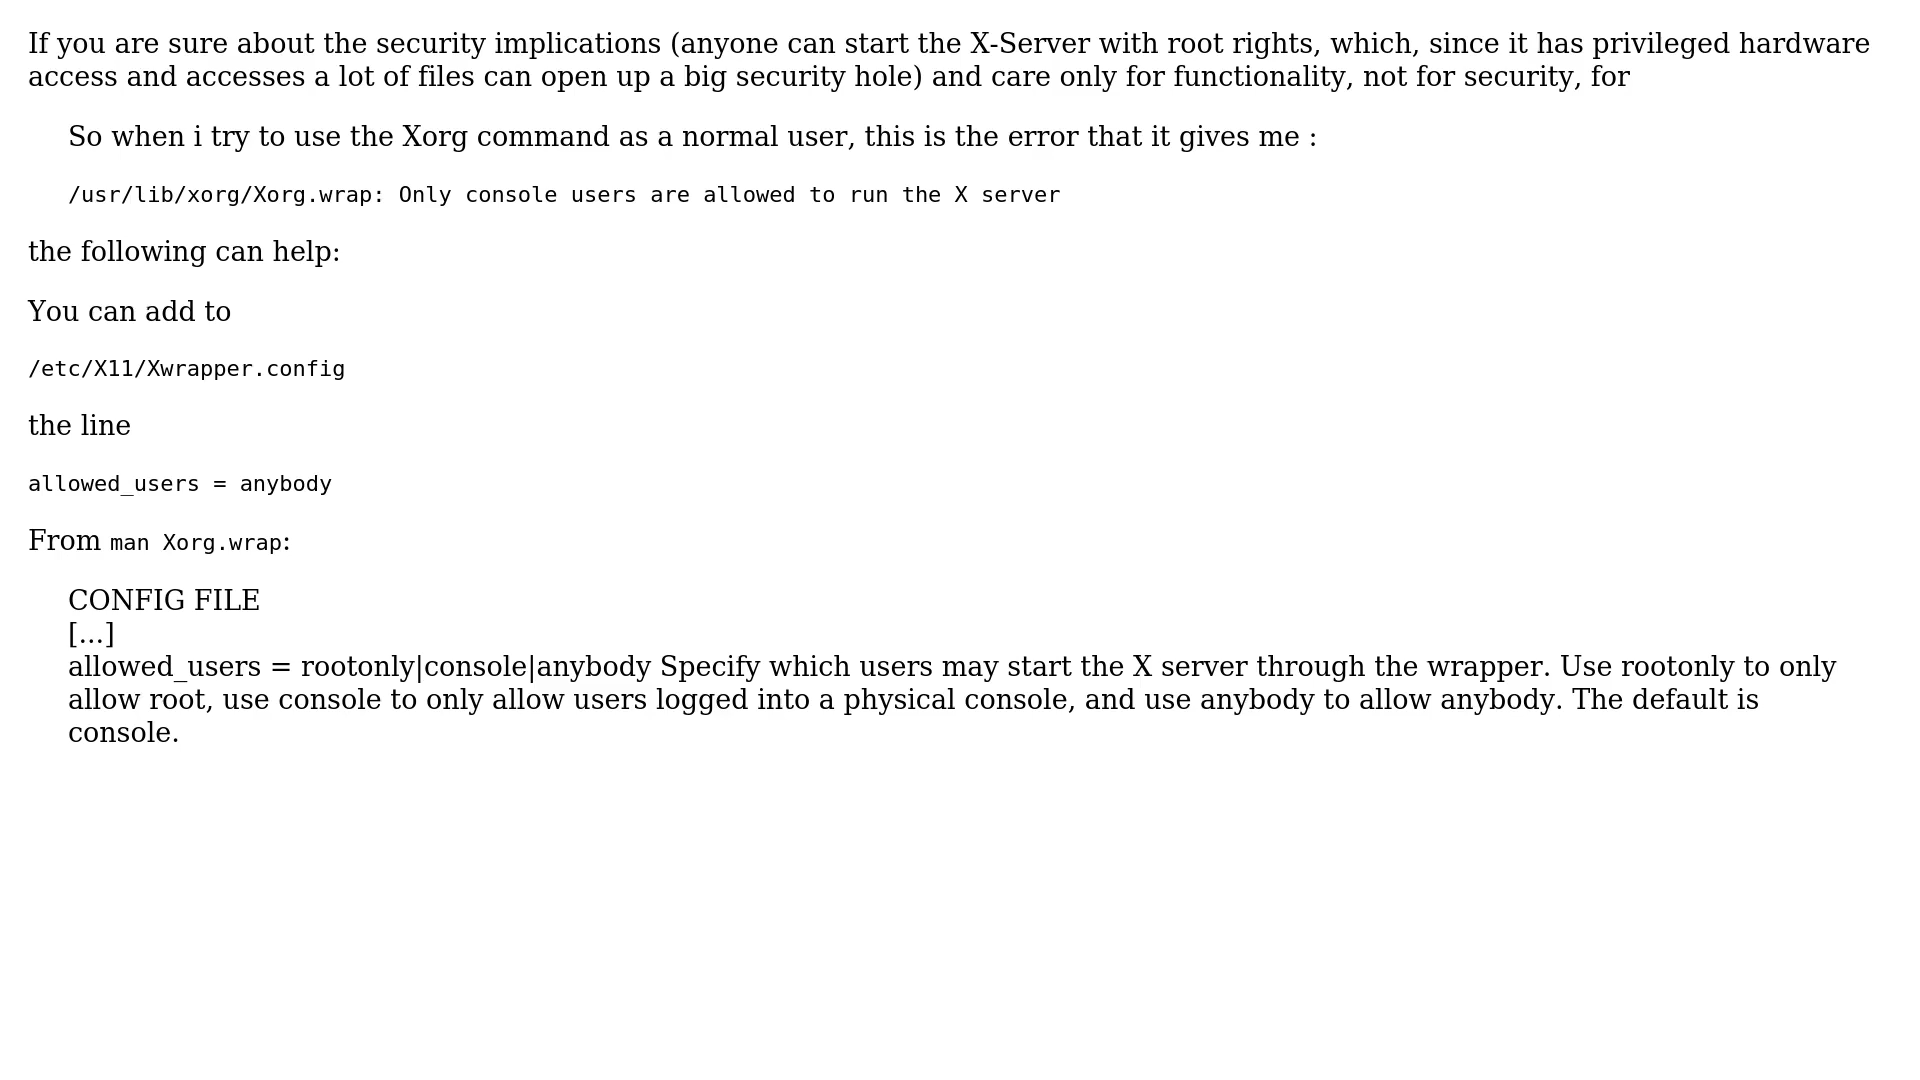 If you are sure about the security implications (anyone can start the X-Server with root rights, which, since it has privileged hardware
access and accesses a lot of files can open up a big security hole) and care only for functionality, not for security, for
So when i try to use the Xorg command as a normal user, this is the error that it gives me :
/usr/lib/xorg/Xorg.wrap: Only console users are allowed to run the X server
the following can help:
You can add to
/etc/X11/Xwrapper.config
the line
allowed_users = anybody
From man Xorg.wrap:
CONFIG FILE
[...]
allowed_users = rootonly|console|anybody Specify which users may start the X server through the wrapper. Use rootonly to only
allow root, use console to only allow users logged into a physical console, and use anybody to allow anybody. The default is
console.